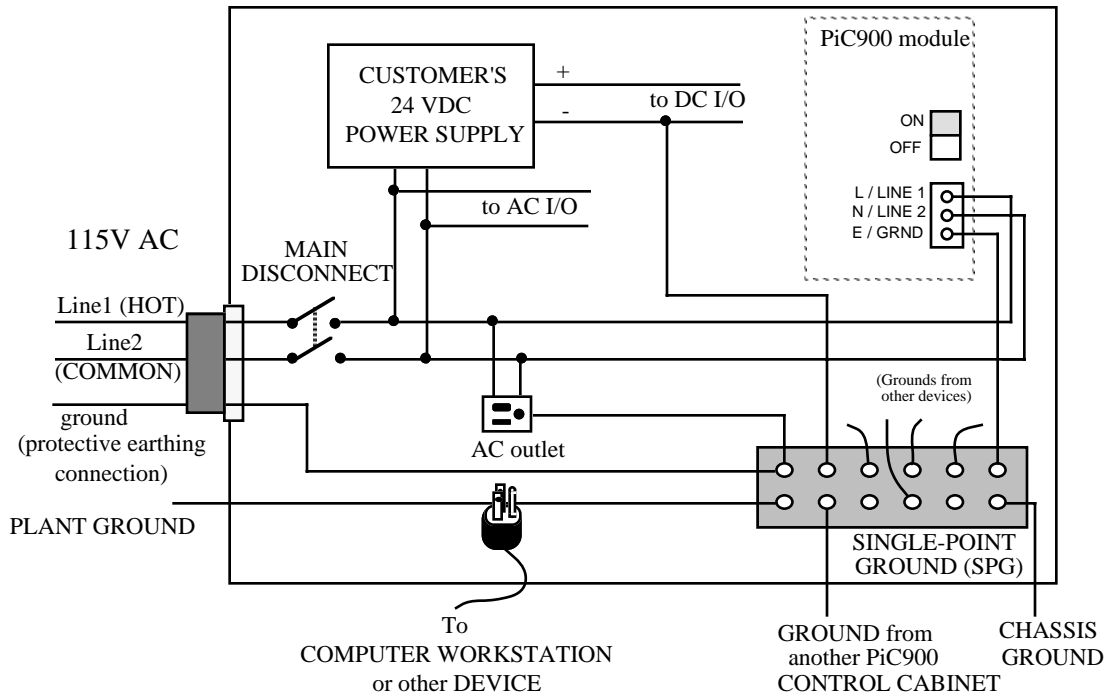 PiC900 module
CUSTOMER'S
24 VDC
POWER SUPPLY
+
-
to DC I/O
ON
OFF
L / LINE 1
N / LINE 2
E / GRND
to AC I/O
115V AC
MAIN
DISCONNECT
Line1 (HOT)
Line2
(COMMON)
ground
(protective earthing
connection)
AC outlet
(Grounds from
other devices)
PLANT GROUND
SINGLE-POINT
GROUND (SPG)
To
COMPUTER WORKSTATION
or other DEVICE
GROUND from
another PiC900
CONTROL CABINET
CHASSIS
GROUND